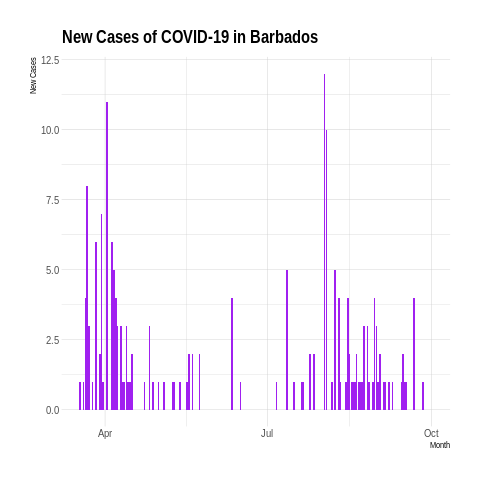 New Cases of COVID-19 in Barbados
New Cases
12.5
10.0
7.5
5.0
2.5
0.0
Apr
Jul
Oct
Month